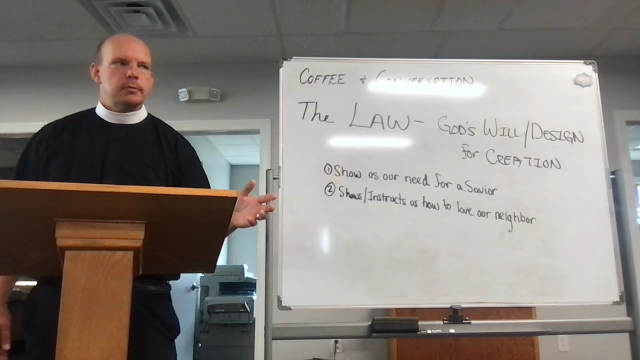 COFFEE & CONVERSATION
The LAW - GOD'S WILL/DESIGN
for CREATION
① Show us our need for a Savior
② Shows/Instructs us how to love our neighbor